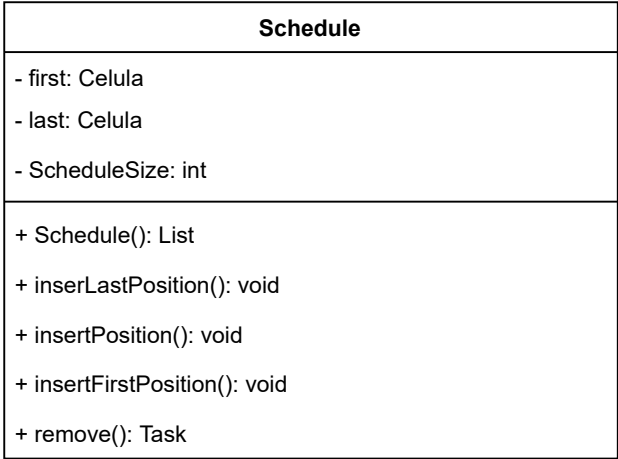 Schedule
- first: Celula
- last: Celula
- ScheduleSize: int
+ Schedule(): List
+ inserLastPosition(): void
+ insertPosition(): void
+ insertFirstPosition(): void
+ remove(): Task